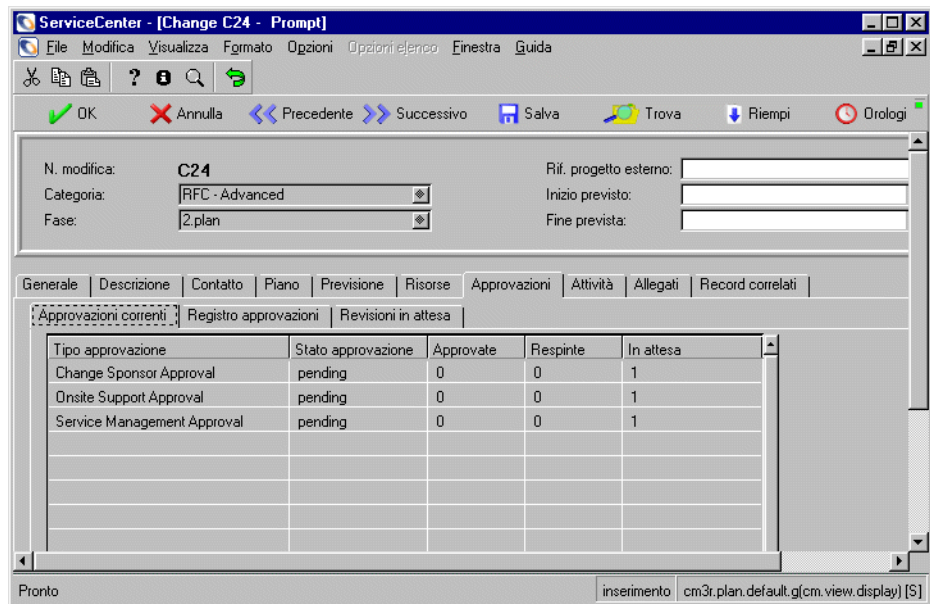 ServiceCenter - [Change C24 -  Prompt]
File Modifica Visualizza Formato Opzioni Opzioni elenco Finestra Guida
OK Annulla Precedente Successivo Salva Trova Riempi Orologi
N. modifica: C24 Rif. progetto esterno:
Categoria: RFC - Advanced Inizio previsto:
Fase: 2.plan Fine prevista:
Generale Descrizione Contatto Piano Previsione Risorse Approvazioni Attività Allegati Record correlati
Approvazioni correnti Registro approvazioni Revisioni in attesa
Tipo approvazione Stato approvazione Approvate Respinte In attesa
Change Sponsor Approval pending 0 0 1
Onsite Support Approval pending 0 0 1
Service Management Approval pending 0 0 1
Pronto inserimento cm3r.plan.default.g(cm.view.display) [S]